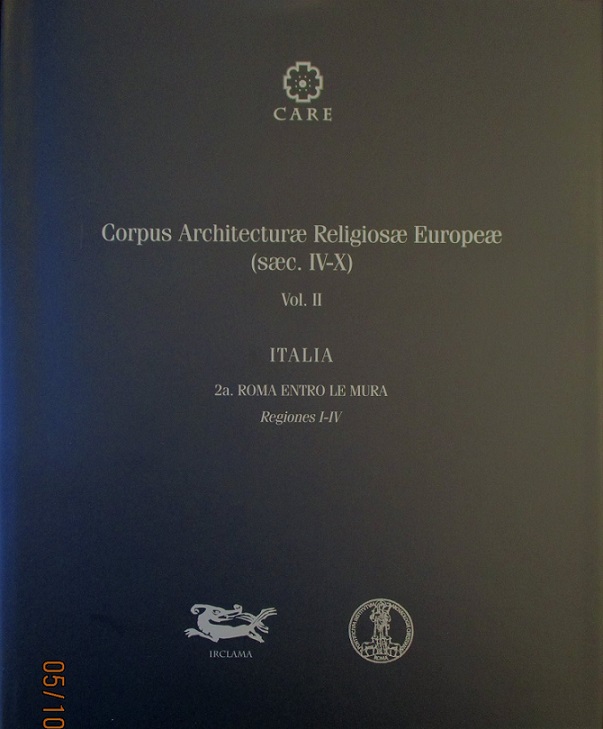 CARE
Corpus Architecturæ Religiosæ Europeæ
(sæc. IV-X)
Vol. II
ITALIA
2a. ROMA ENTRO LE MURA
Regiones I-IV
IRCLAMA
ROMA
05/10